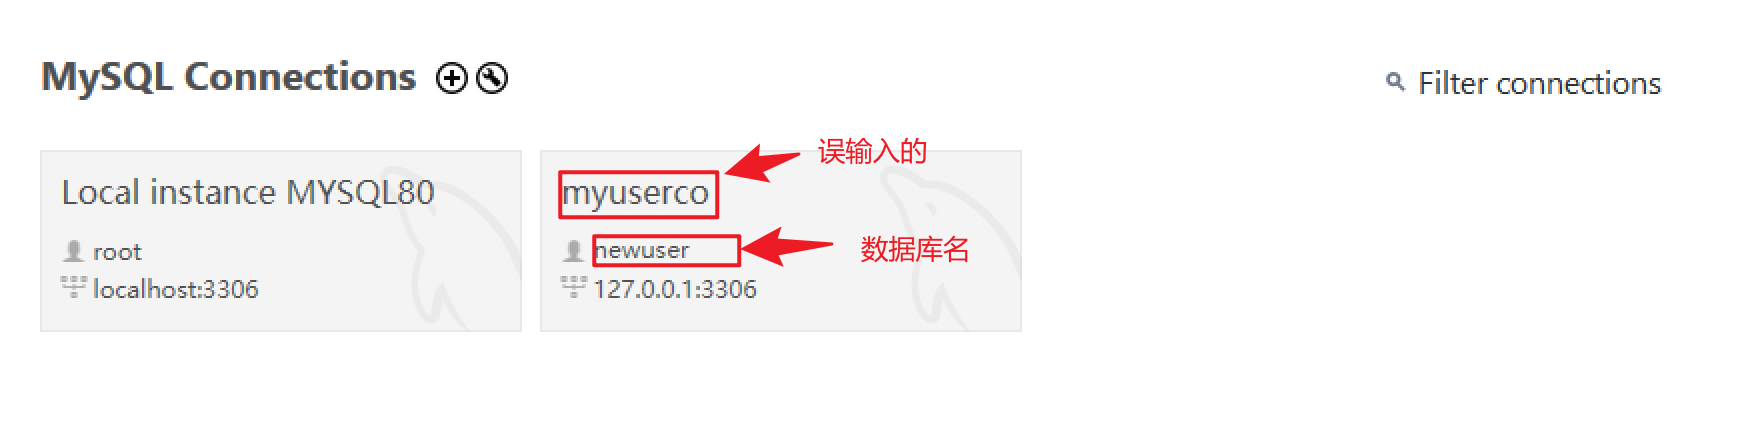 MySQL Connections
Filter connections
Local instance MYSQL80
root
localhost:3306
myuserco
误输入的
newuser
数据库名
127.0.0.1:3306